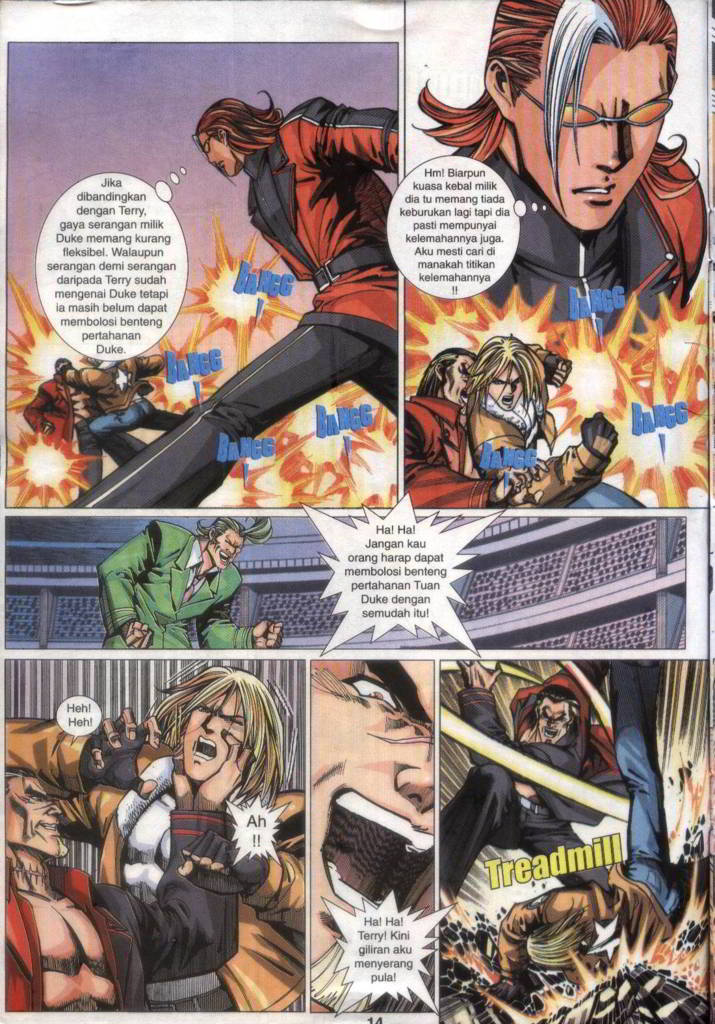 Jika
dibandingkan
dengan Terry,
gaya serangan milik
Duke memang kurang
fleksibel. Walaupun
serangan demi serangan
daripada Terry sudah
mengenai Duke tetapi
ia masih belum dapat
membolosi benteng
pertahanan
Duke.
BANGG
BANGG
BANGG
BANGG
Hm! Biarpun
kuasa kebal milik
dia tu memang tiada
keburukan lagi tapi dia
pasti mempunyai
kelemahannya juga.
Aku mesti cari di
manakah titikan
kelemahannya
!!
BANGG
BANGG
BANGG
Ha! Ha!
Jangan kau
orang harap dapat
membolosi benteng
pertahanan Tuan
Duke dengan
semudah itu!
Heh!
Heh!
Ah
!!
Ha! Ha!
Terry! Kini
giliran aku
menyerang
pula!
Treadmill
14